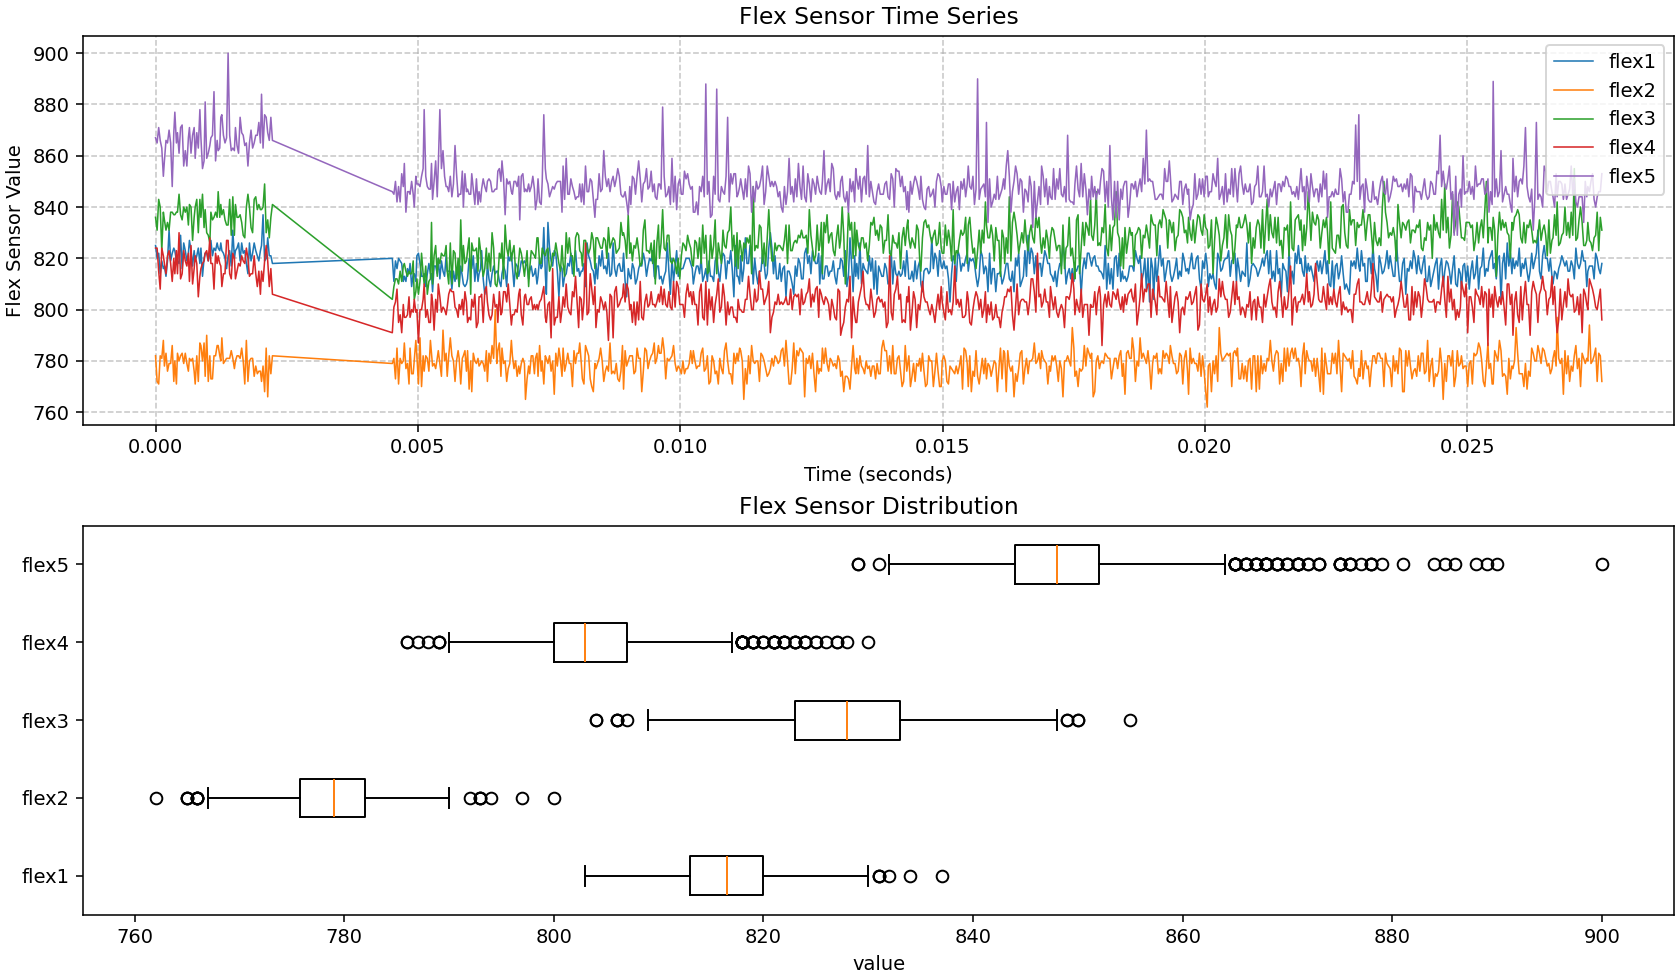 Flex Sensor Time Series
Flex Sensor Value
900
880
860
840
820
800
780
760
flex1
flex2
flex3
flex4
flex5
0.000 0.005 0.010 0.015 0.020 0.025
Time (seconds)
Flex Sensor Distribution
flex5
flex4
flex3
flex2
flex1
760 780 800 820 840 860 880 900
value